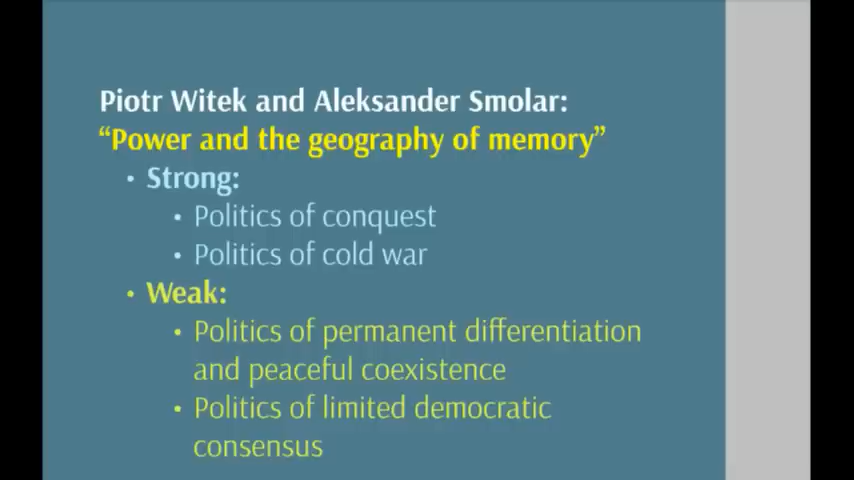 Piotr Witek and Aleksander Smolar:
“Power and the geography of memory”
• Strong:
• Politics of conquest
• Politics of cold war
• Weak:
• Politics of permanent differentiation
and peaceful coexistence
• Politics of limited democratic
consensus